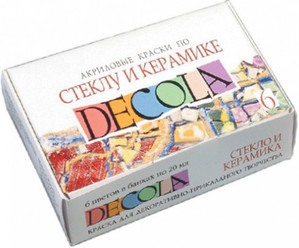 АКРИЛОВЫЕ КРАСКИ ПО
СТЕКЛУ И КЕРАМИКЕ
DECOLA
6
6 цветов в банках по 20 мл
СТЕКЛО И
КЕРАМИКА
DECOLA
КРАСКА ДЛЯ ДЕКОРАТИВНО-ПРИКЛАДНОГО ТВОРЧЕСТВА